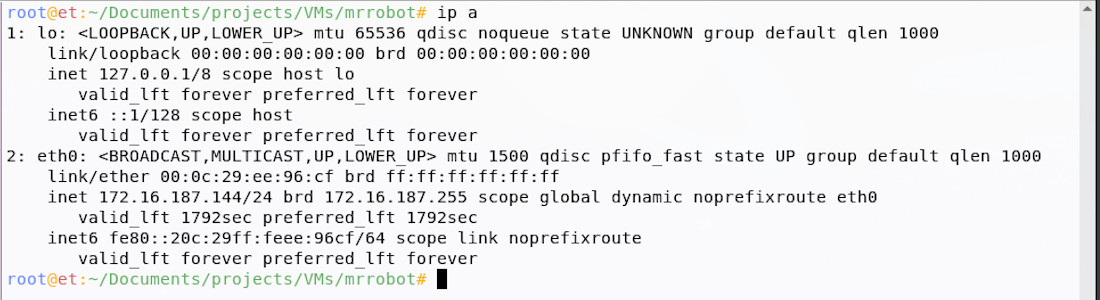 root@et:~/Documents/projects/VMs/mrrobot# ip a
1: lo: <LOOPBACK,UP,LOWER_UP> mtu 65536 qdisc noqueue state UNKNOWN group default qlen 1000
    link/loopback 00:00:00:00:00:00 brd 00:00:00:00:00:00
    inet 127.0.0.1/8 scope host lo
       valid_lft forever preferred_lft forever
    inet6 ::1/128 scope host
       valid_lft forever preferred_lft forever
2: eth0: <BROADCAST,MULTICAST,UP,LOWER_UP> mtu 1500 qdisc pfifo_fast state UP group default qlen 1000
    link/ether 00:0c:29:ee:96:cf brd ff:ff:ff:ff:ff:ff
    inet 172.16.187.144/24 brd 172.16.187.255 scope global dynamic noprefixroute eth0
       valid_lft 1792sec preferred_lft 1792sec
    inet6 fe80::20c:29ff:feee:96cf/64 scope link noprefixroute
       valid_lft forever preferred_lft forever
root@et:~/Documents/projects/VMs/mrrobot#